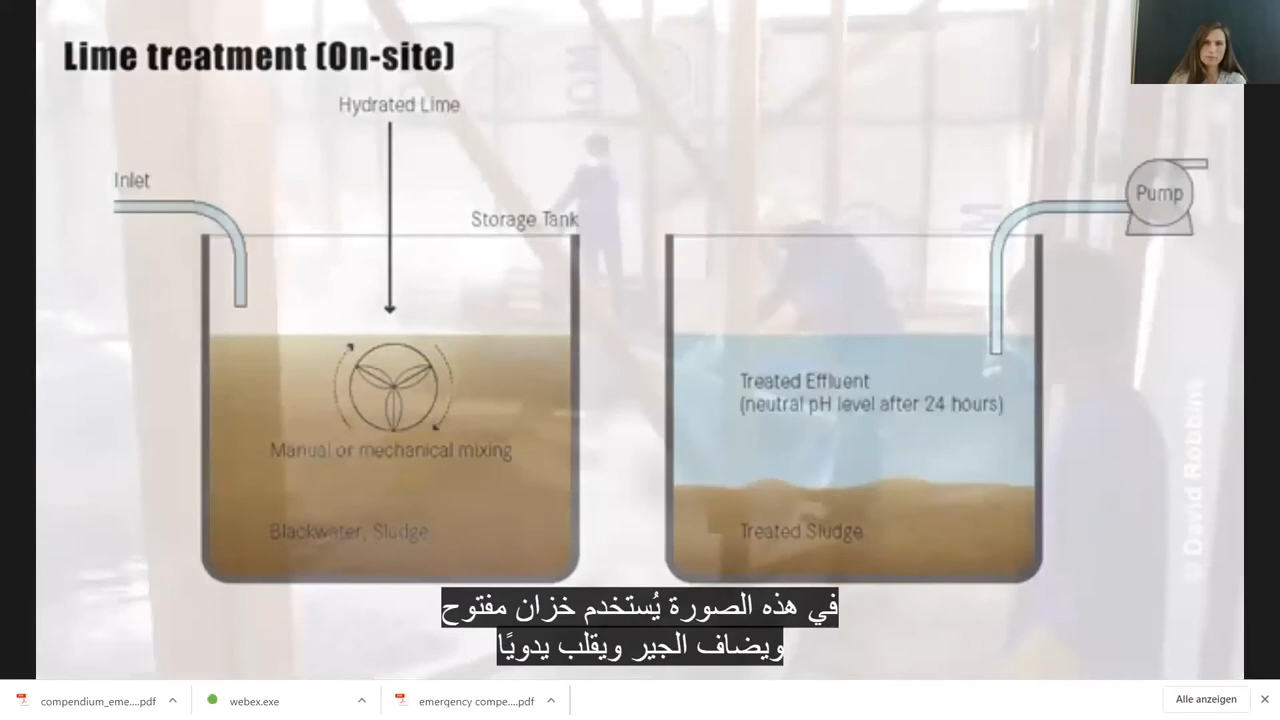 Lime treatment (On-site)
Hydrated Lime
Inlet
Storage Tank
Pump
Manual or mechanical mixing
Blackwater, Sludge
Treated Effluent
(neutral pH level after 24 hours)
Treated Sludge
© David Robbins
في هذه الصورة يُستخدم خزان مفتوح
ويضاف الجير ويقلب يدويًا
compendium_eme....pdf
webex.exe
emergency compe....pdf
Alle anzeigen